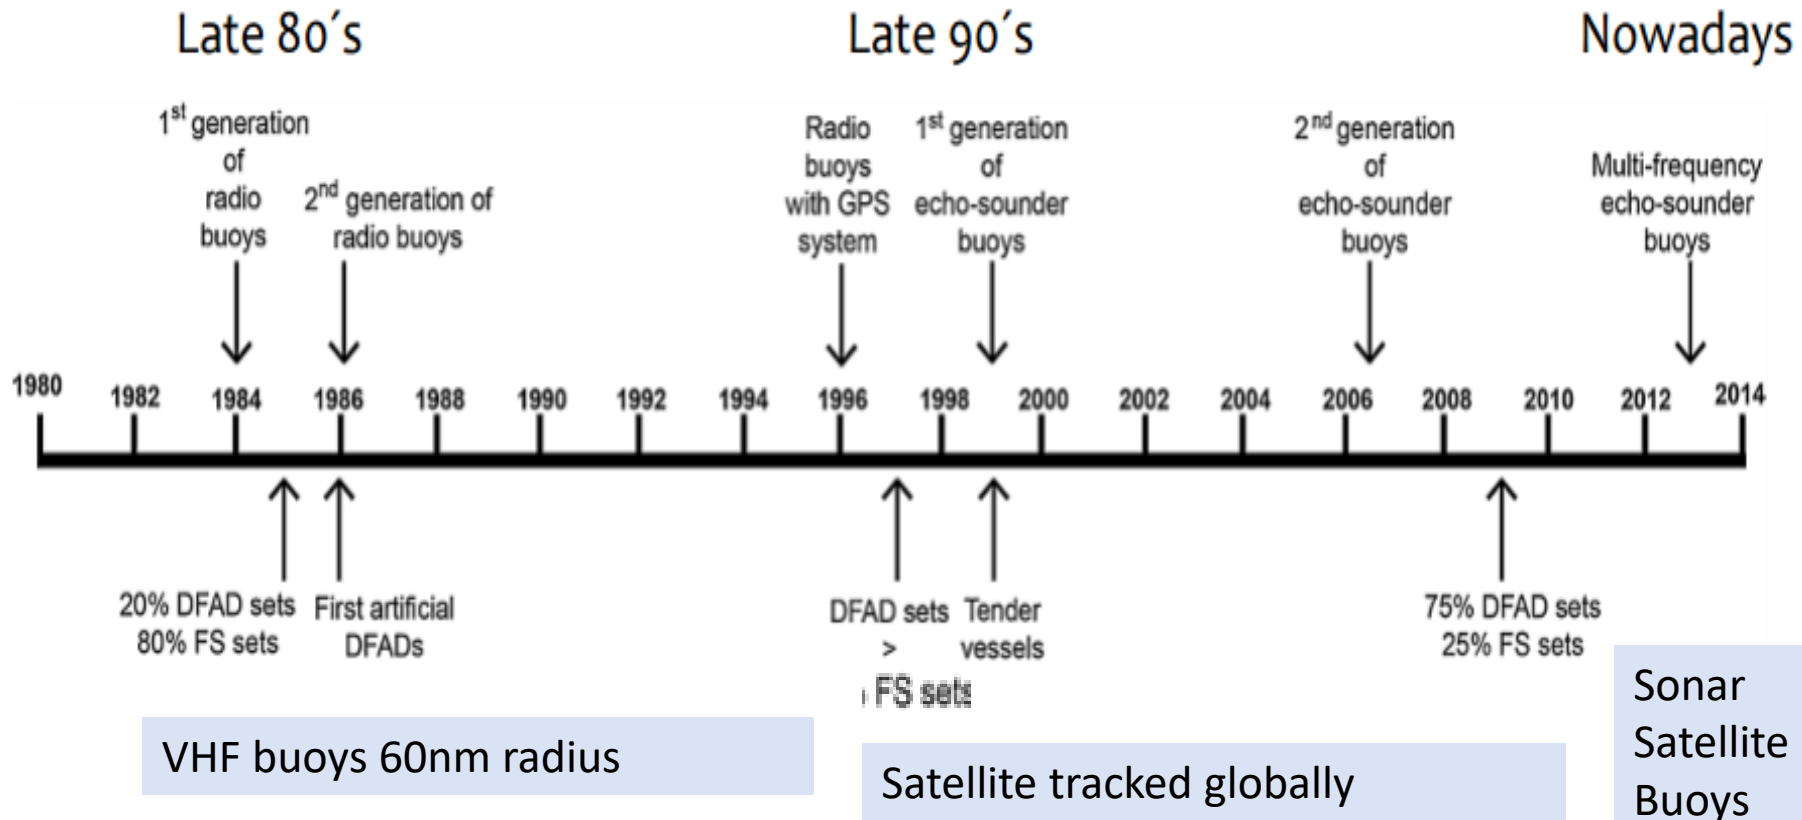 Late 80´s
Late 90´s
Nowadays
1st generation
of
radio
buoys
2nd generation of
radio buoys
Radio
buoys
with GPS
system
1st generation
of
echo-sounder
buoys
2nd generation
of
echo-sounder
buoys
Multi-frequency
echo-sounder
buoys
1980 1982 1984 1986 1988 1990 1992 1994 1996 1998 2000 2002 2004 2006 2008 2010 2012 2014
20% DFAD sets
80% FS sets
First artificial
DFADs
DFAD sets
>
FS sets
Tender
vessels
75% DFAD sets
25% FS sets
VHF buoys 60nm radius
Satellite tracked globally
Sonar
Satellite
Buoys